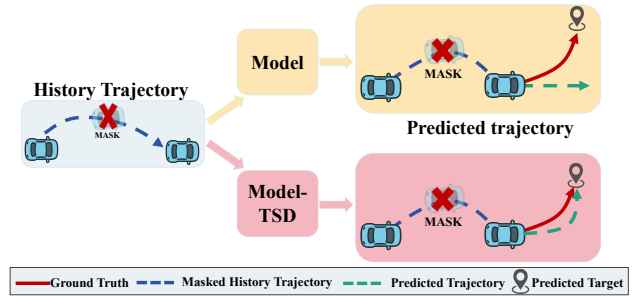 History Trajectory
MASK
Model
Model-
TSD
MASK
Predicted trajectory
MASK
Ground Truth
Masked History Trajectory
Predicted Trajectory
Predicted Target